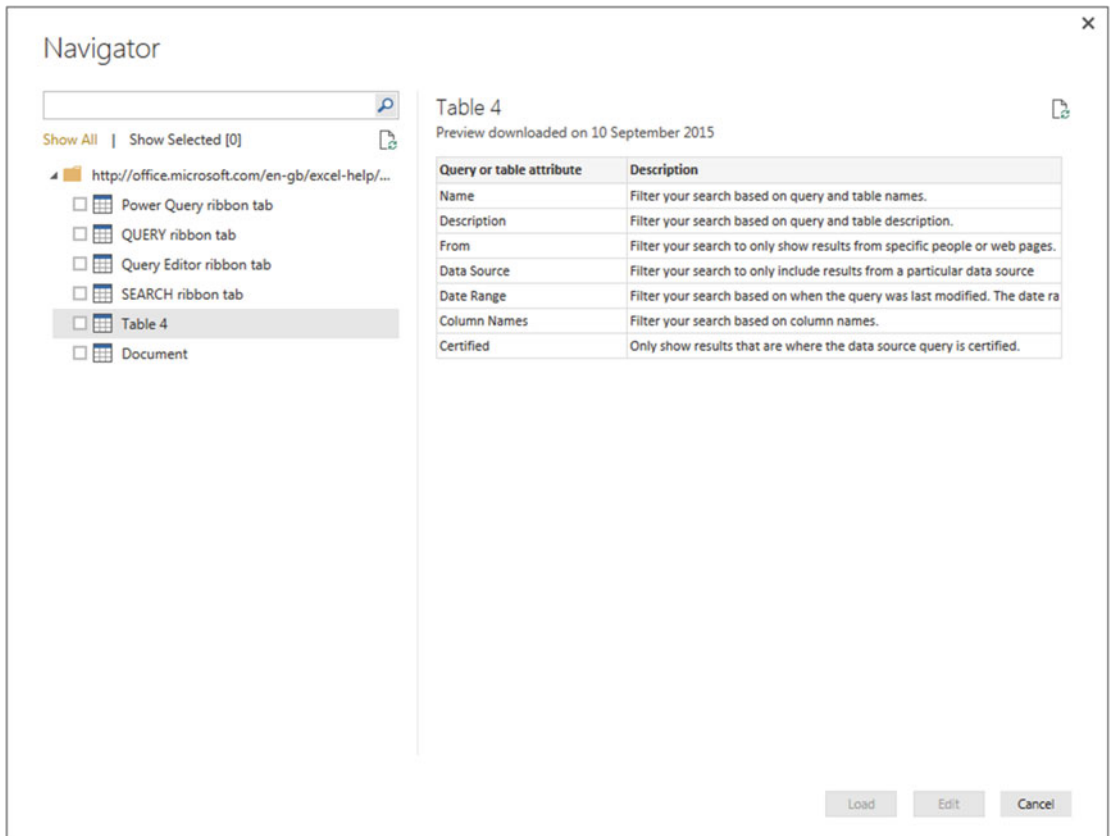 Navigator
Show All | Show Selected [0]
http://office.microsoft.com/en-gb/excel-help/...
Power Query ribbon tab
QUERY ribbon tab
Query Editor ribbon tab
SEARCH ribbon tab
Table 4
Document
Table 4
Preview downloaded on 10 September 2015
Query or table attribute Description
Name Filter your search based on query and table names.
Description Filter your search based on query and table description.
From Filter your search to only show results from specific people or web pages.
Data Source Filter your search to only include results from a particular data source
Date Range Filter your search based on when the query was last modified. The date ra
Column Names Filter your search based on column names.
Certified Only show results that are where the data source query is certified.
Load Edit Cancel